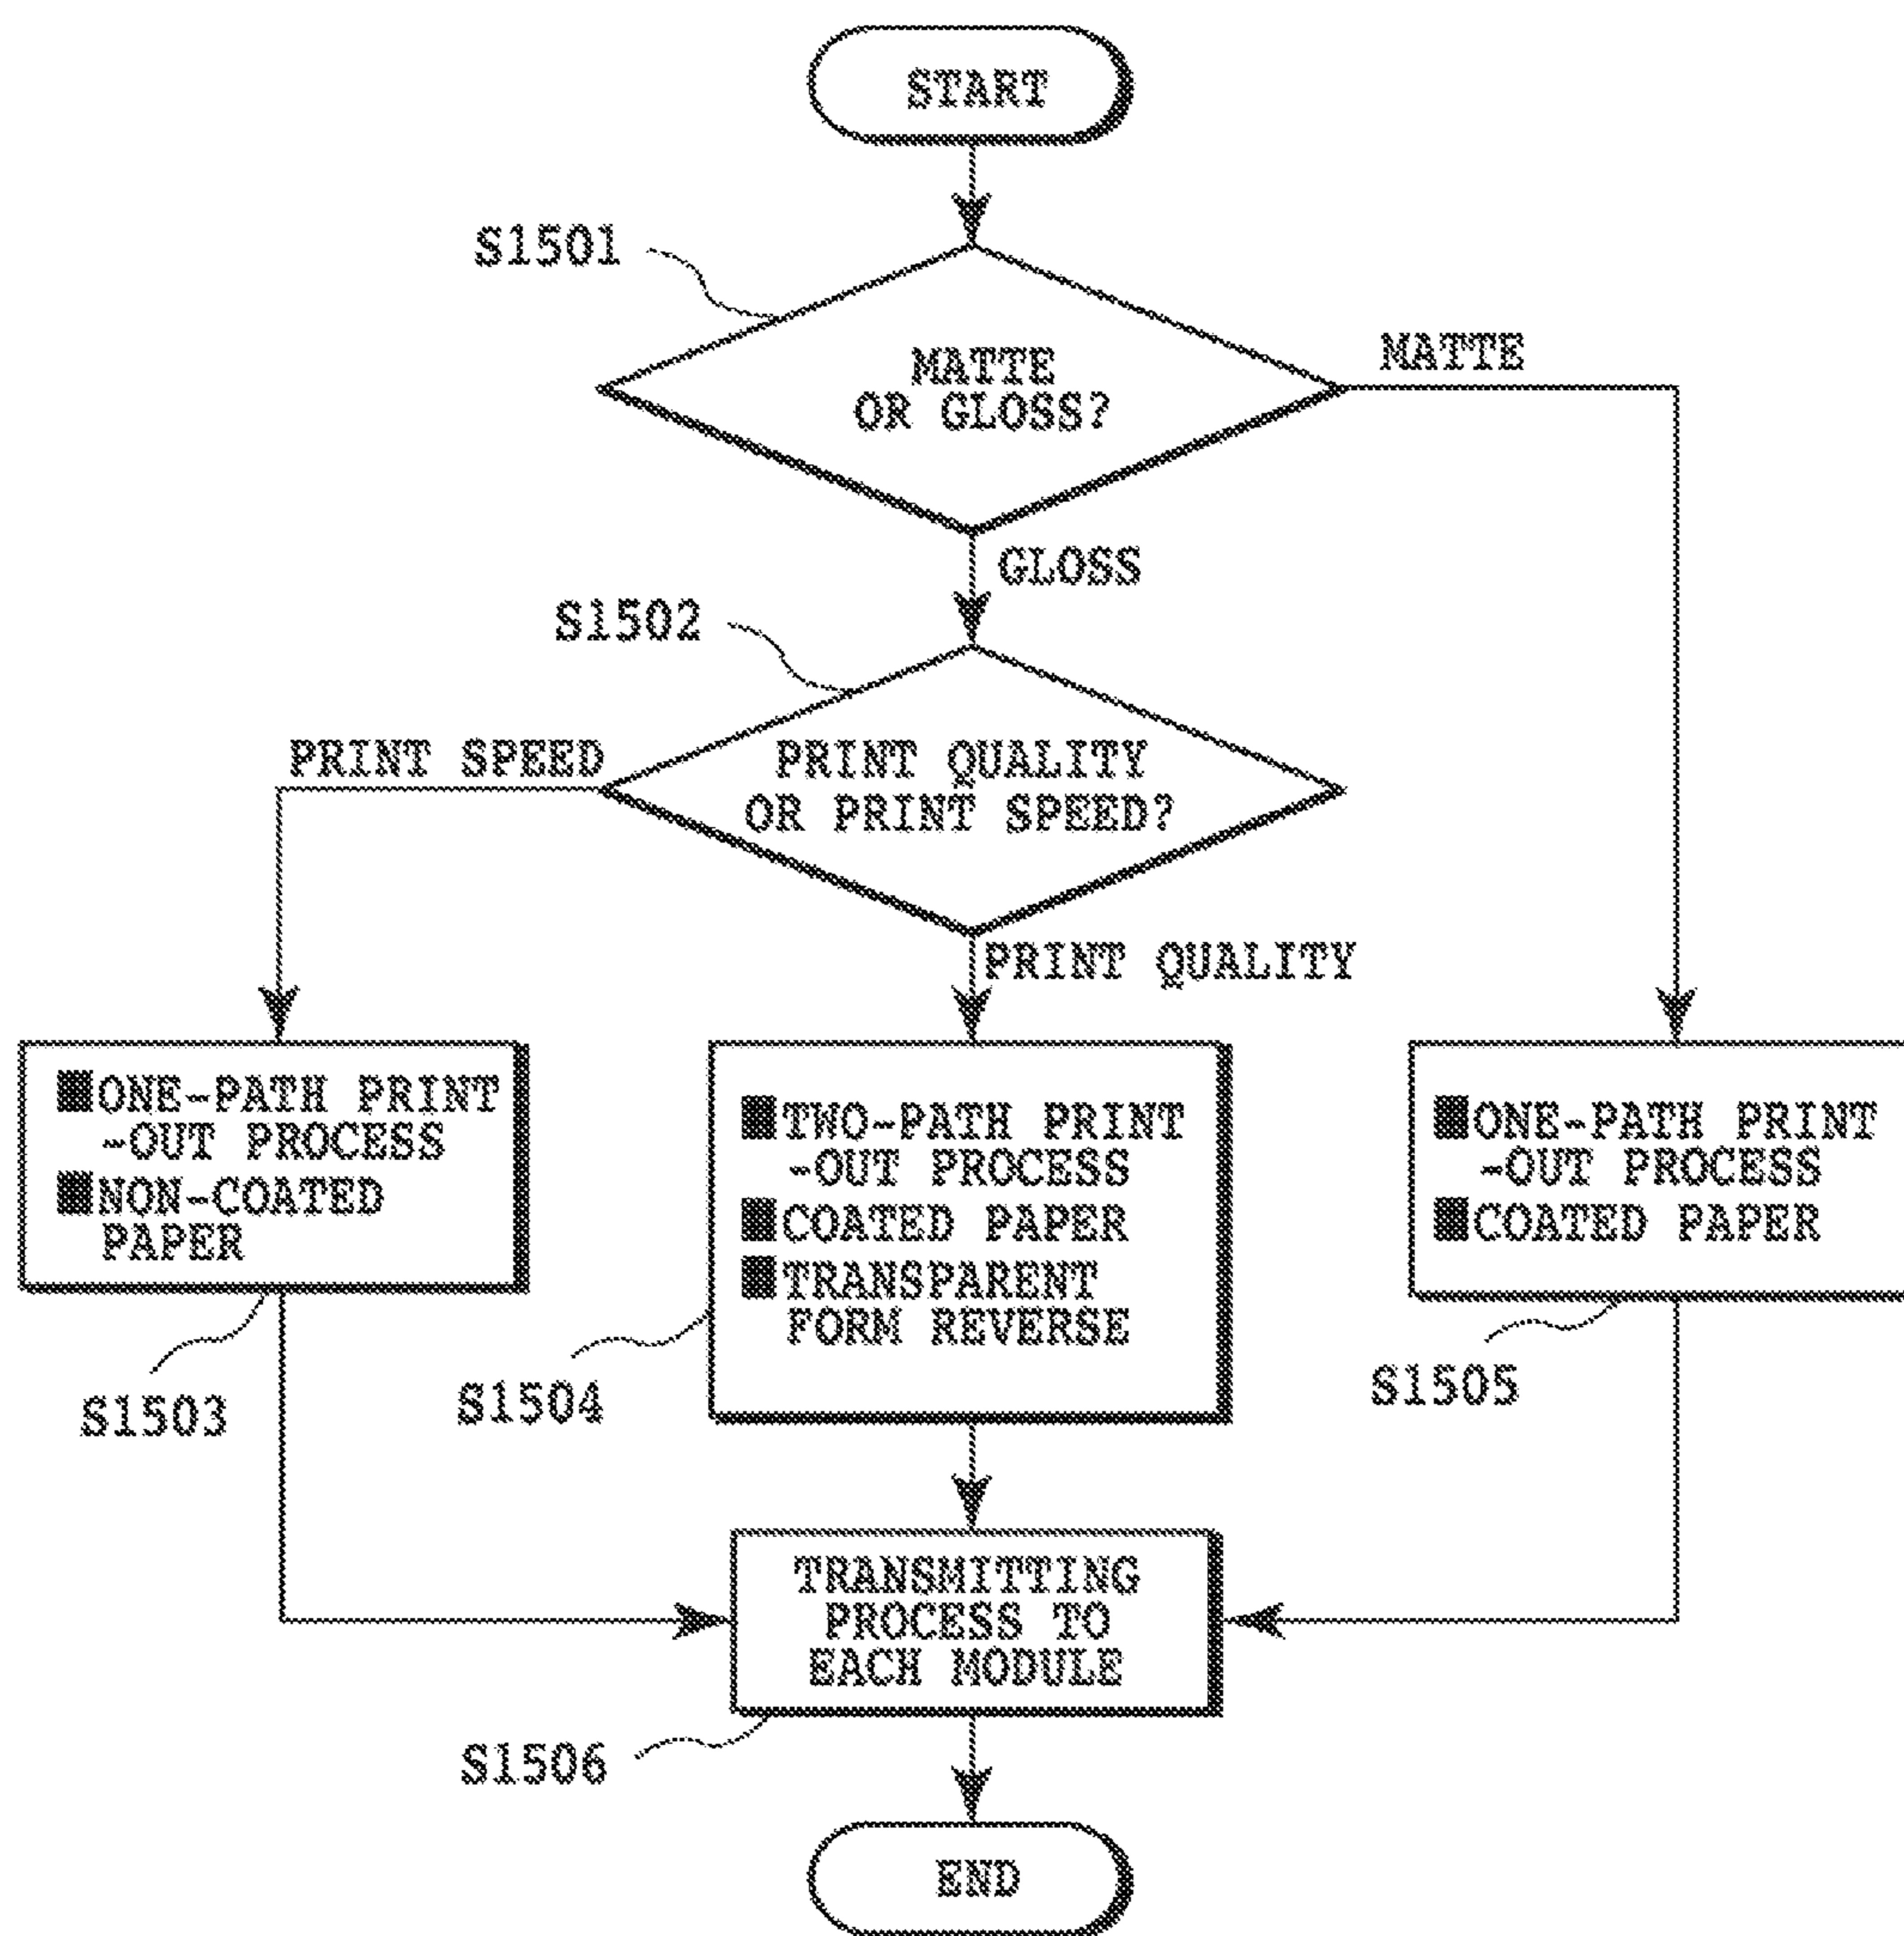 START
S1501
MATTE
OR GLOSS?
MATTE
GLOSS
S1502
PRINT SPEED
PRINT QUALITY
OR PRINT SPEED?
PRINT QUALITY
■ONE-PATH PRINT
-OUT PROCESS
■NON-COATED
PAPER
S1503
■TWO-PATH PRINT
-OUT PROCESS
■COATED PAPER
■TRANSPARENT
FORM REVERSE
S1504
■ONE-PATH PRINT
-OUT PROCESS
■COATED PAPER
S1505
TRANSMITTING
PROCESS TO
EACH MODULE
S1506
END